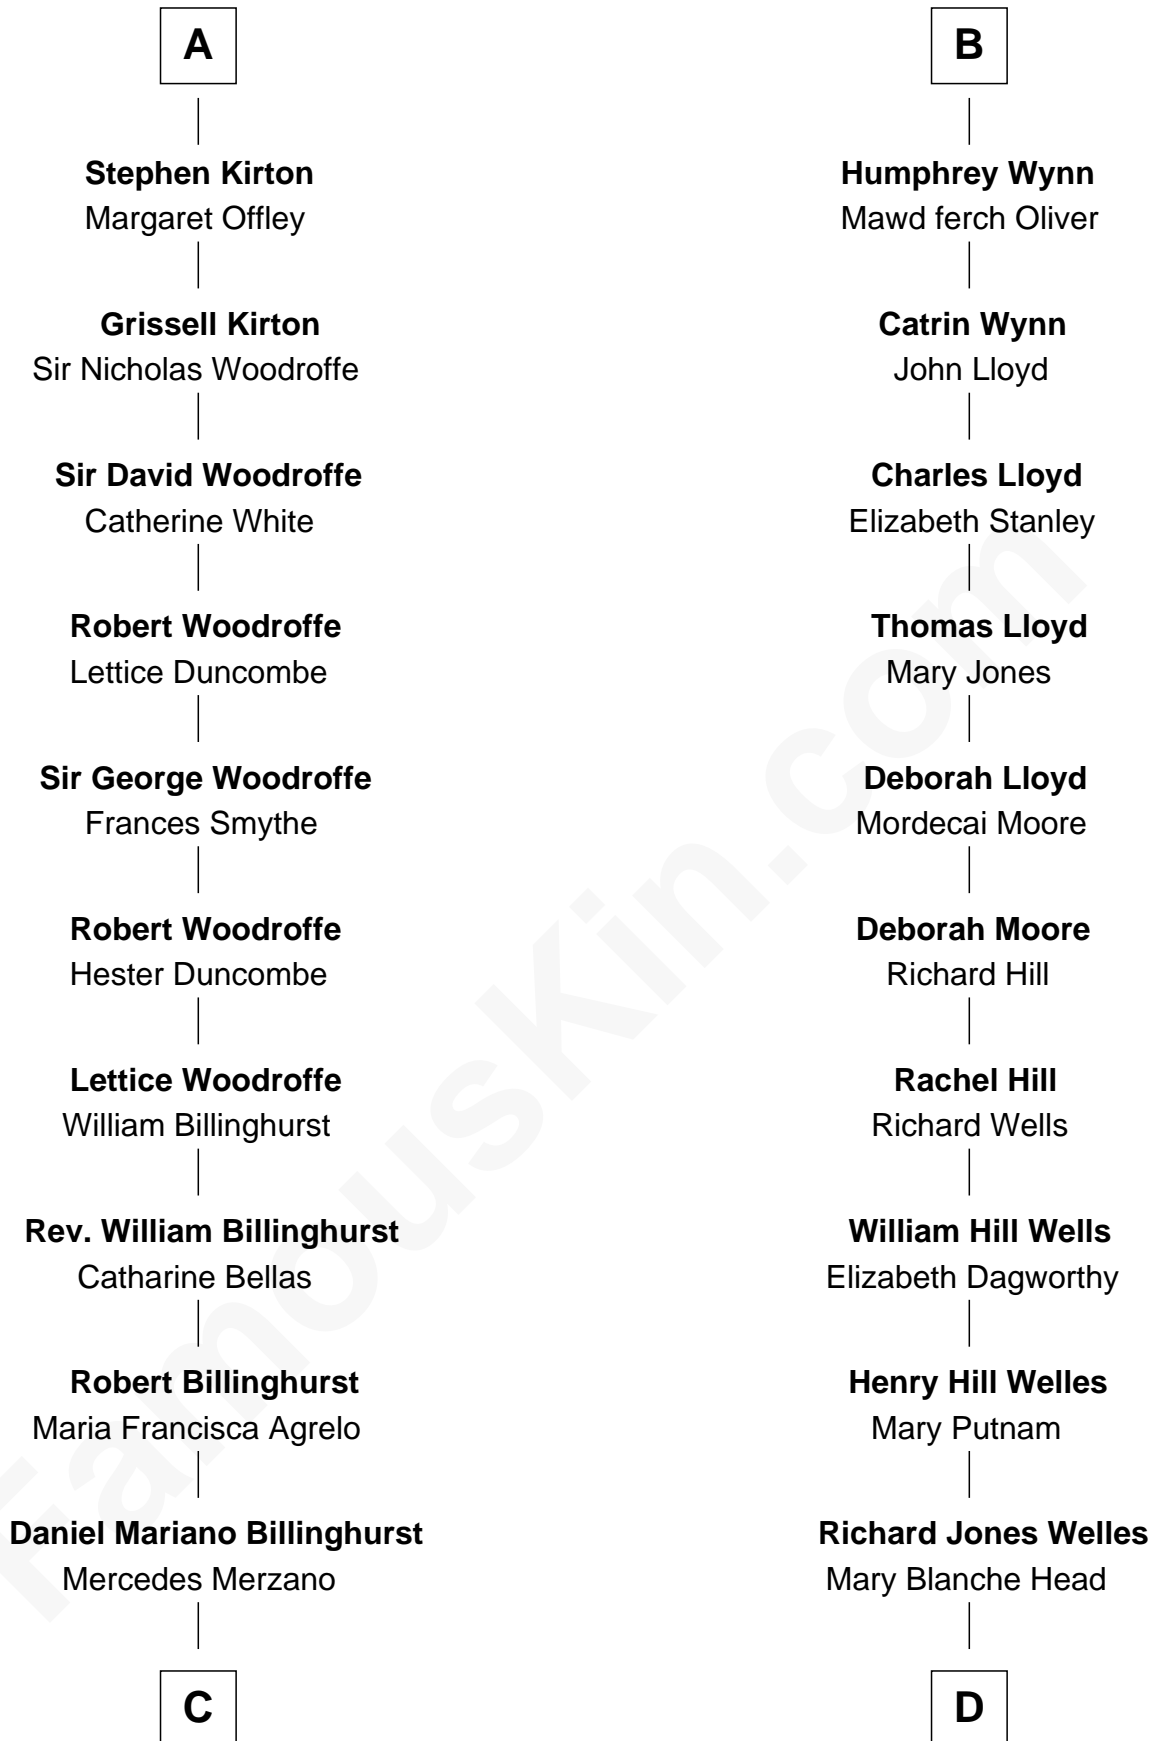 A
Stephen Kirton
Margaret Offley
Grissell Kirton
Sir Nicholas Woodroffe
Sir David Woodroffe
Catherine White
Robert Woodroffe
Lettice Duncombe
Sir George Woodroffe
Frances Smythe
Robert Woodroffe
Hester Duncombe
Lettice Woodroffe
William Billinghurst
Rev. William Billinghurst
Catharine Bellas
Robert Billinghurst
Maria Francisca Agrelo
Daniel Mariano Billinghurst
Mercedes Merzano
C
B
Humphrey Wynn
Mawd ferch Oliver
Catrin Wynn
John Lloyd
Charles Lloyd
Elizabeth Stanley
Thomas Lloyd
Mary Jones
Deborah Lloyd
Mordecai Moore
Deborah Moore
Richard Hill
Rachel Hill
Richard Wells
William Hill Wells
Elizabeth Dagworthy
Henry Hill Welles
Mary Putnam
Richard Jones Welles
Mary Blanche Head
D
FamousKin.com